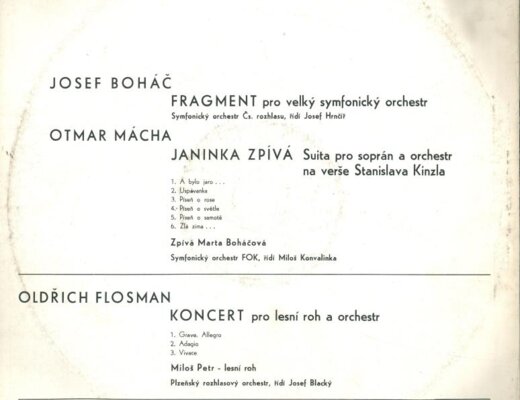 JOSEF BOHÁČ
FRAGMENT pro velký symfonický orchestr
Symfonický orchestr Čs. rozhlasu, řídí Josef Hrnčíř
OTMAR MÁCHA
JANINKA ZPÍVÁ Suita pro soprán a orchestr
na verše Stanislava Kinzla
1. A bylo jaro . . .
2. Uspávanka
3. Píseň o rose
4. Píseň o světle
5. Píseň o samotě
6. Zlá zima . . .
Zpívá Marta Boháčová
Symfonický orchestr FOK, řídí Miloš Konvalinka
OLDŘICH FLOSMAN
KONCERT pro lesní roh a orchestr
1. Grave. Allegro
2. Adagio
3. Vivace
Miloš Petr - lesní roh
Plzeňský rozhlasový orchestr, řídí Josef Blacký